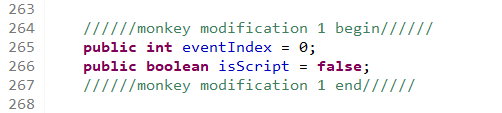 263
264 //////monkey modification 1 begin//////
265 public int eventIndex = 0;
266 public boolean isScript = false;
267 //////monkey modification 1 end//////
268